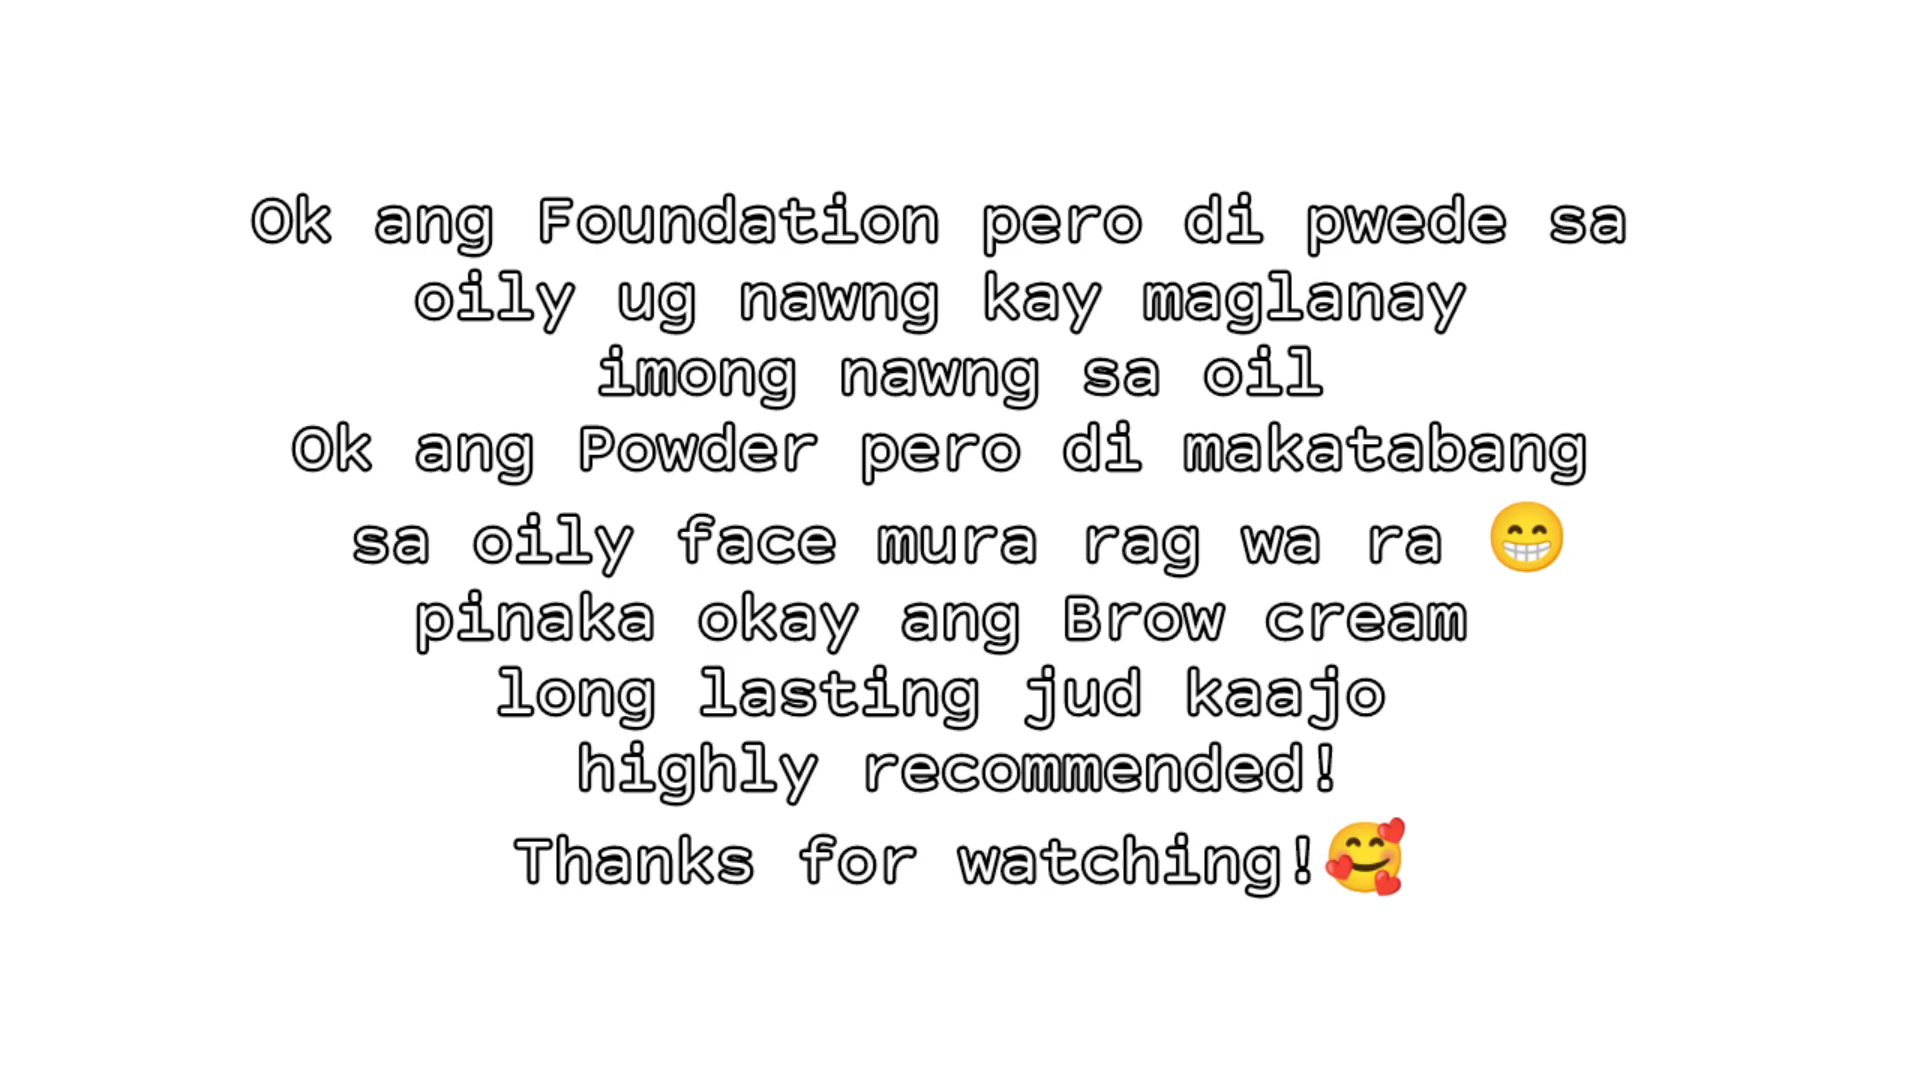 Ok ang Foundation pero di pwede sa
oily ug nawng kay maglanay
imong nawng sa oil
Ok ang Powder pero di makatabang
sa oily face mura rag wa ra 😁
pinaka okay ang Brow cream
long lasting jud kaajo
highly recommended!
Thanks for watching!🥰